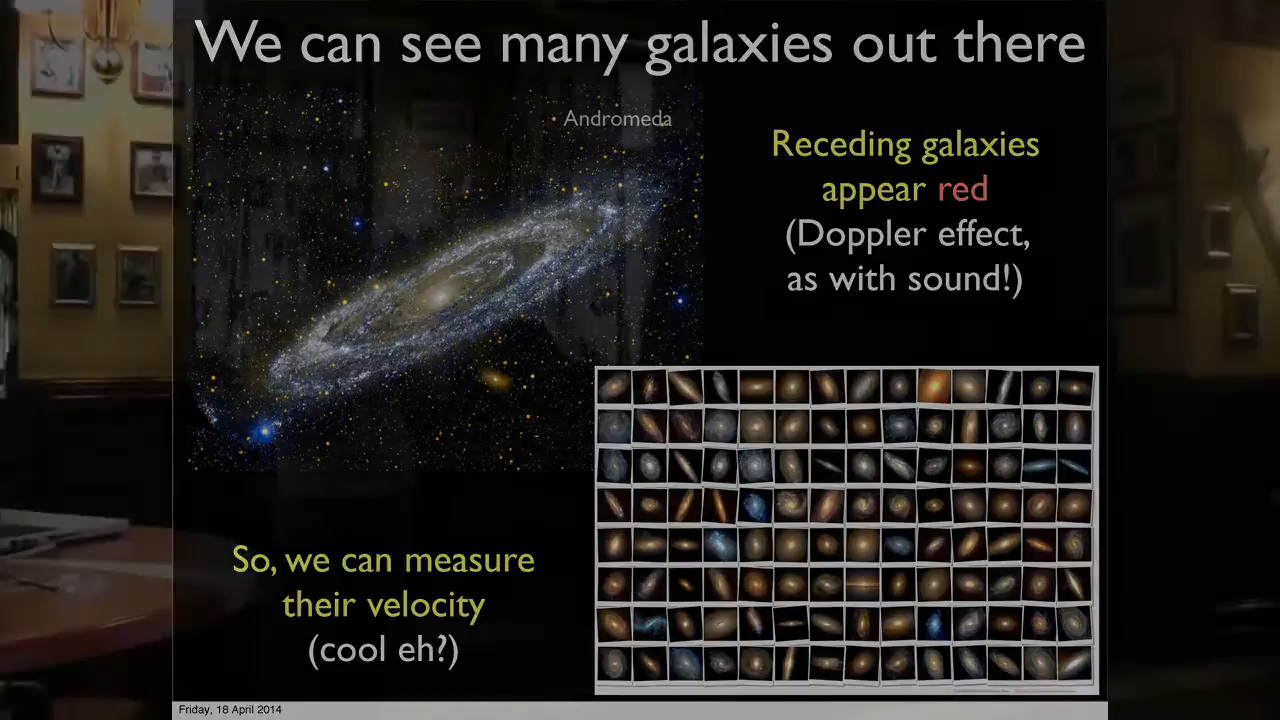 We can see many galaxies out there
Andromeda
Receding galaxies
appear red
(Doppler effect,
as with sound!)
So, we can measure
their velocity
(cool eh?)
Friday, 18 April 2014